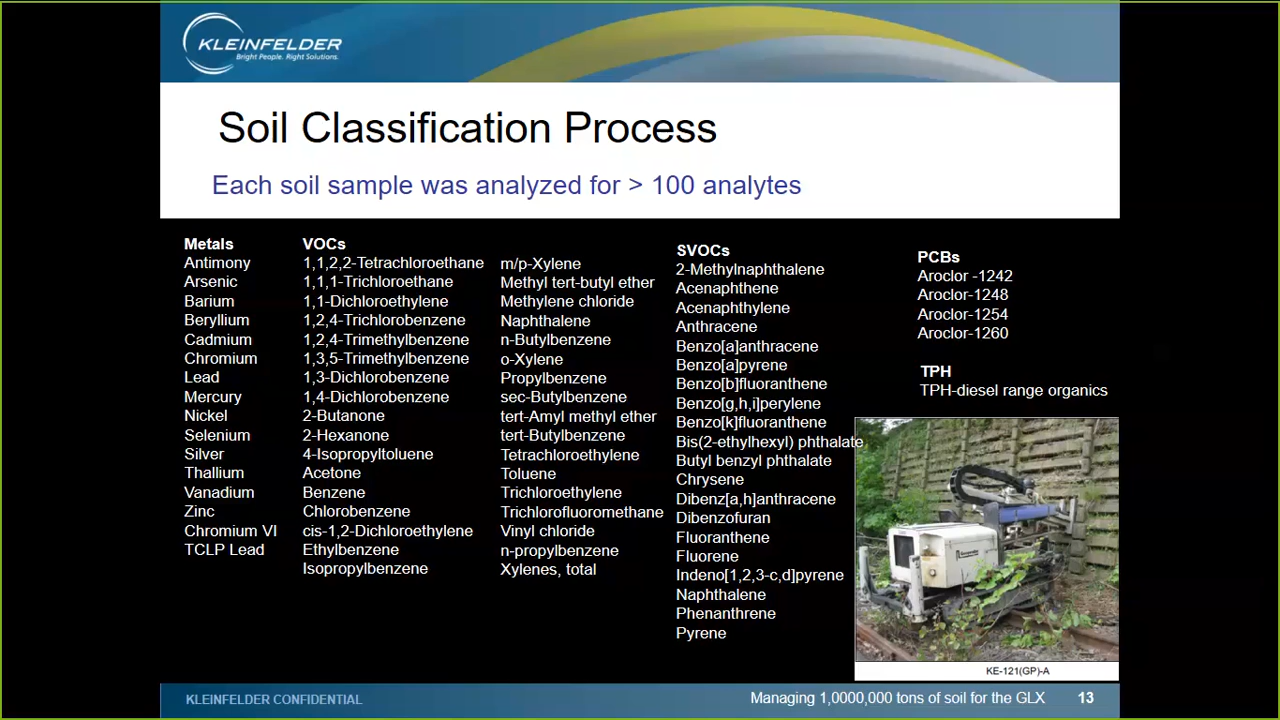 KLEINFELDER
Bright People. Right Solutions.
Soil Classification Process
Each soil sample was analyzed for > 100 analytes
Metals
Antimony
Arsenic
Barium
Beryllium
Cadmium
Chromium
Lead
Mercury
Nickel
Selenium
Silver
Thallium
Vanadium
Zinc
Chromium VI
TCLP Lead
VOCs
1,1,2,2-Tetrachloroethane
1,1,1-Trichloroethane
1,1-Dichloroethylene
1,2,4-Trichlorobenzene
1,2,4-Trimethylbenzene
1,3,5-Trimethylbenzene
1,3-Dichlorobenzene
1,4-Dichlorobenzene
2-Butanone
2-Hexanone
4-Isopropyltoluene
Acetone
Benzene
Chlorobenzene
cis-1,2-Dichloroethylene
Ethylbenzene
Isopropylbenzene
m/p-Xylene
Methyl tert-butyl ether
Methylene chloride
Naphthalene
n-Butylbenzene
o-Xylene
Propylbenzene
sec-Butylbenzene
tert-Amyl methyl ether
tert-Butylbenzene
Tetrachloroethylene
Toluene
Trichloroethylene
Trichlorofluoromethane
Vinyl chloride
n-propylbenzene
Xylenes, total
SVOCs
2-Methylnaphthalene
Acenaphthene
Acenaphthylene
Anthracene
Benzo[a]anthracene
Benzo[a]pyrene
Benzo[b]fluoranthene
Benzo[g,h,i]perylene
Benzo[k]fluoranthene
Bis(2-ethylhexyl) phthalate
Butyl benzyl phthalate
Chrysene
Dibenz[a,h]anthracene
Dibenzofuran
Fluoranthene
Fluorene
Indeno[1,2,3-c,d]pyrene
Naphthalene
Phenanthrene
Pyrene
PCBs
Aroclor -1242
Aroclor-1248
Aroclor-1254
Aroclor-1260
TPH
TPH-diesel range organics
KE-121(GP)-A
KLEINFELDER CONFIDENTIAL
Managing 1,0000,000 tons of soil for the GLX 13